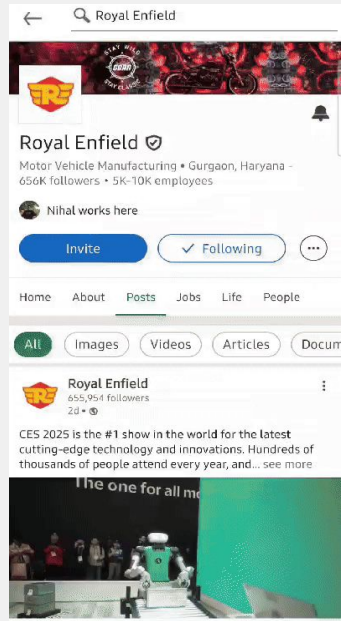 Royal Enfield
STAY WILD
Royal Enfield
Motor Vehicle Manufacturing • Gurgaon, Haryana -
656K followers • 5K-10K employees
Nihal works here
Invite
✓ Following
Home About Posts Jobs Life People
All Images Videos Articles Docum
Royal Enfield
655,954 followers
2d •
CES 2025 is the #1 show in the world for the latest
cutting-edge technology and innovations. Hundreds of
thousands of people attend every year, and... see more
The one for all mo